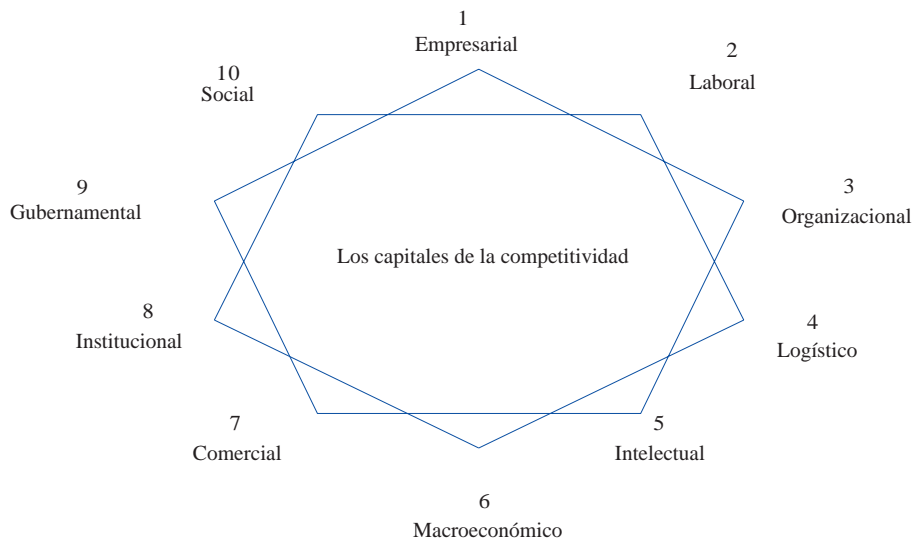 1
Empresarial
2
Laboral
3
Organizacional
4
Logístico
5
Intelectual
6
Macroeconómico
7
Comercial
8
Institucional
9
Gubernamental
10
Social
Los capitales de la competitividad